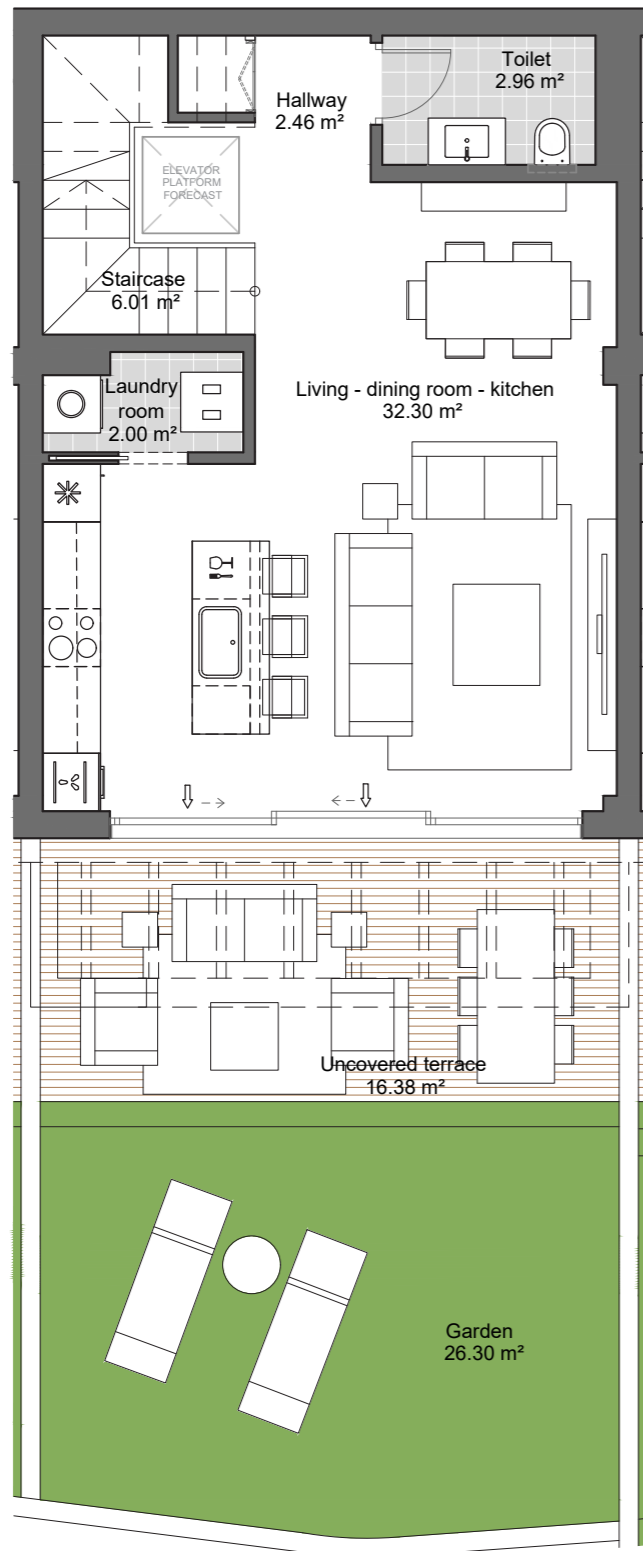 Toilet
2.96 m²
Hallway
2.46 m²
ELEVATOR
PLATFORM
FORECAST
Staircase
6.01 m²
Laundry
room
2.00 m²
Living - dining room - kitchen
32.30 m²
Uncovered terrace
16.38 m²
Garden
26.30 m²